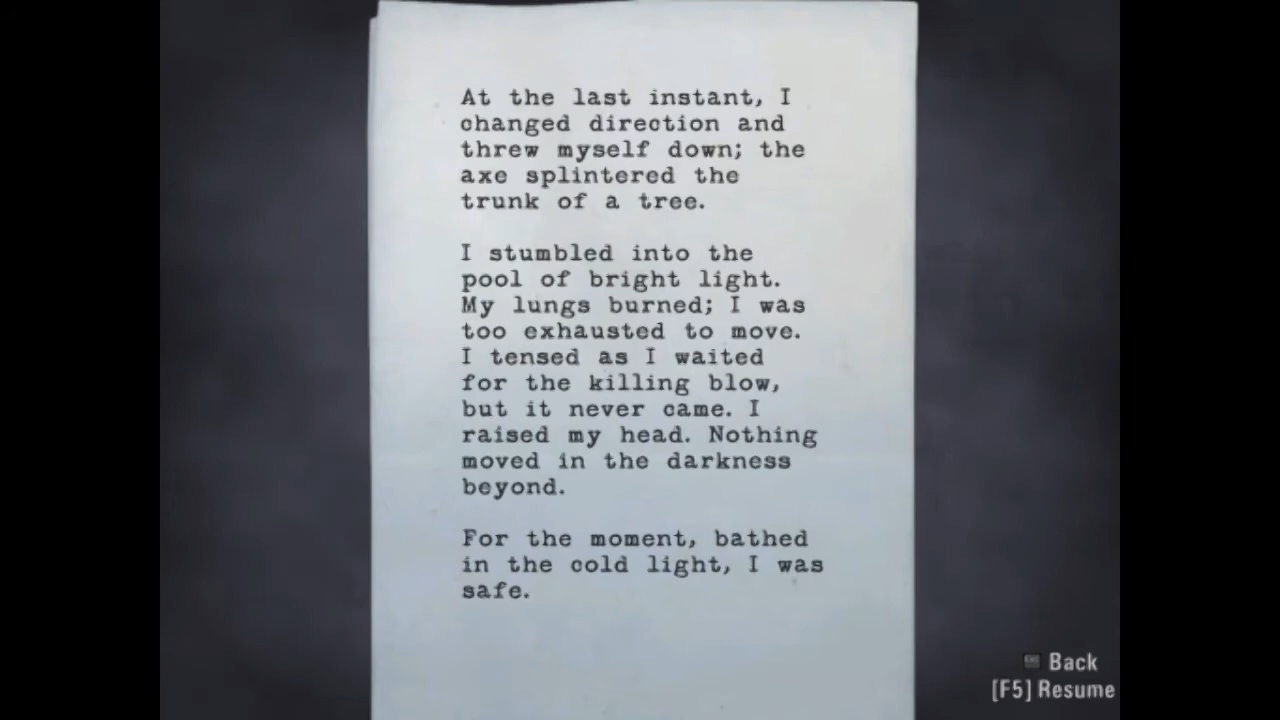 At the last instant, I
changed direction and
threw myself down; the
axe splintered the
trunk of a tree.
I stumbled into the
pool of bright light.
My lungs burned; I was
too exhausted to move.
I tensed as I waited
for the killing blow,
but it never came. I
raised my head. Nothing
moved in the darkness
beyond.
For the moment, bathed
in the cold light, I was
safe.
Back
[F5] Resume